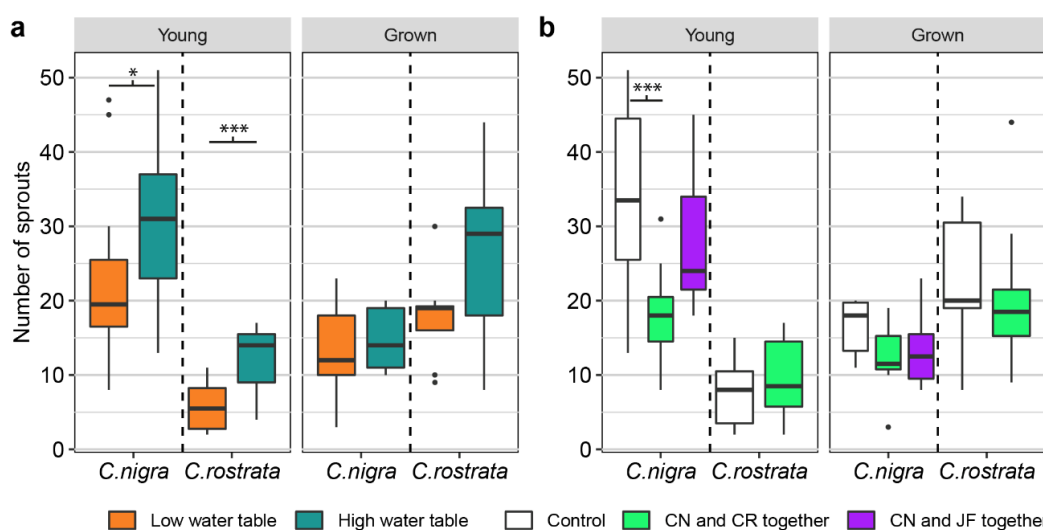 a
Young
Grown
b
Young
Grown
Number of sprouts
50
40
30
20
10
0
*
***
50
40
30
20
10
0
***
C.nigra C.rostrata
C.nigra C.rostrata
C.nigra C.rostrata
C.nigra C.rostrata
Low water table High water table Control CN and CR together CN and JF together